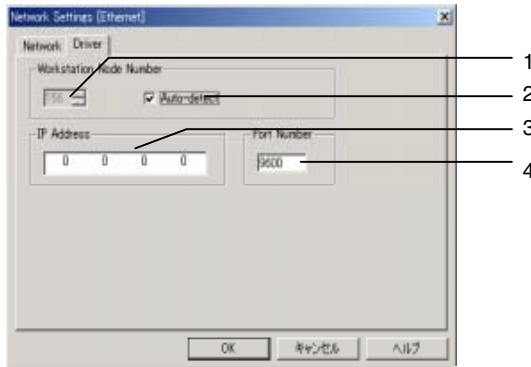 Network Settings [Ethernet]
Network Driver
Workstation Node Number
Auto-detect
1
2
3
4
IP Address
0 0 0 0
Port Number
9600
OK キャンセル ヘルプ